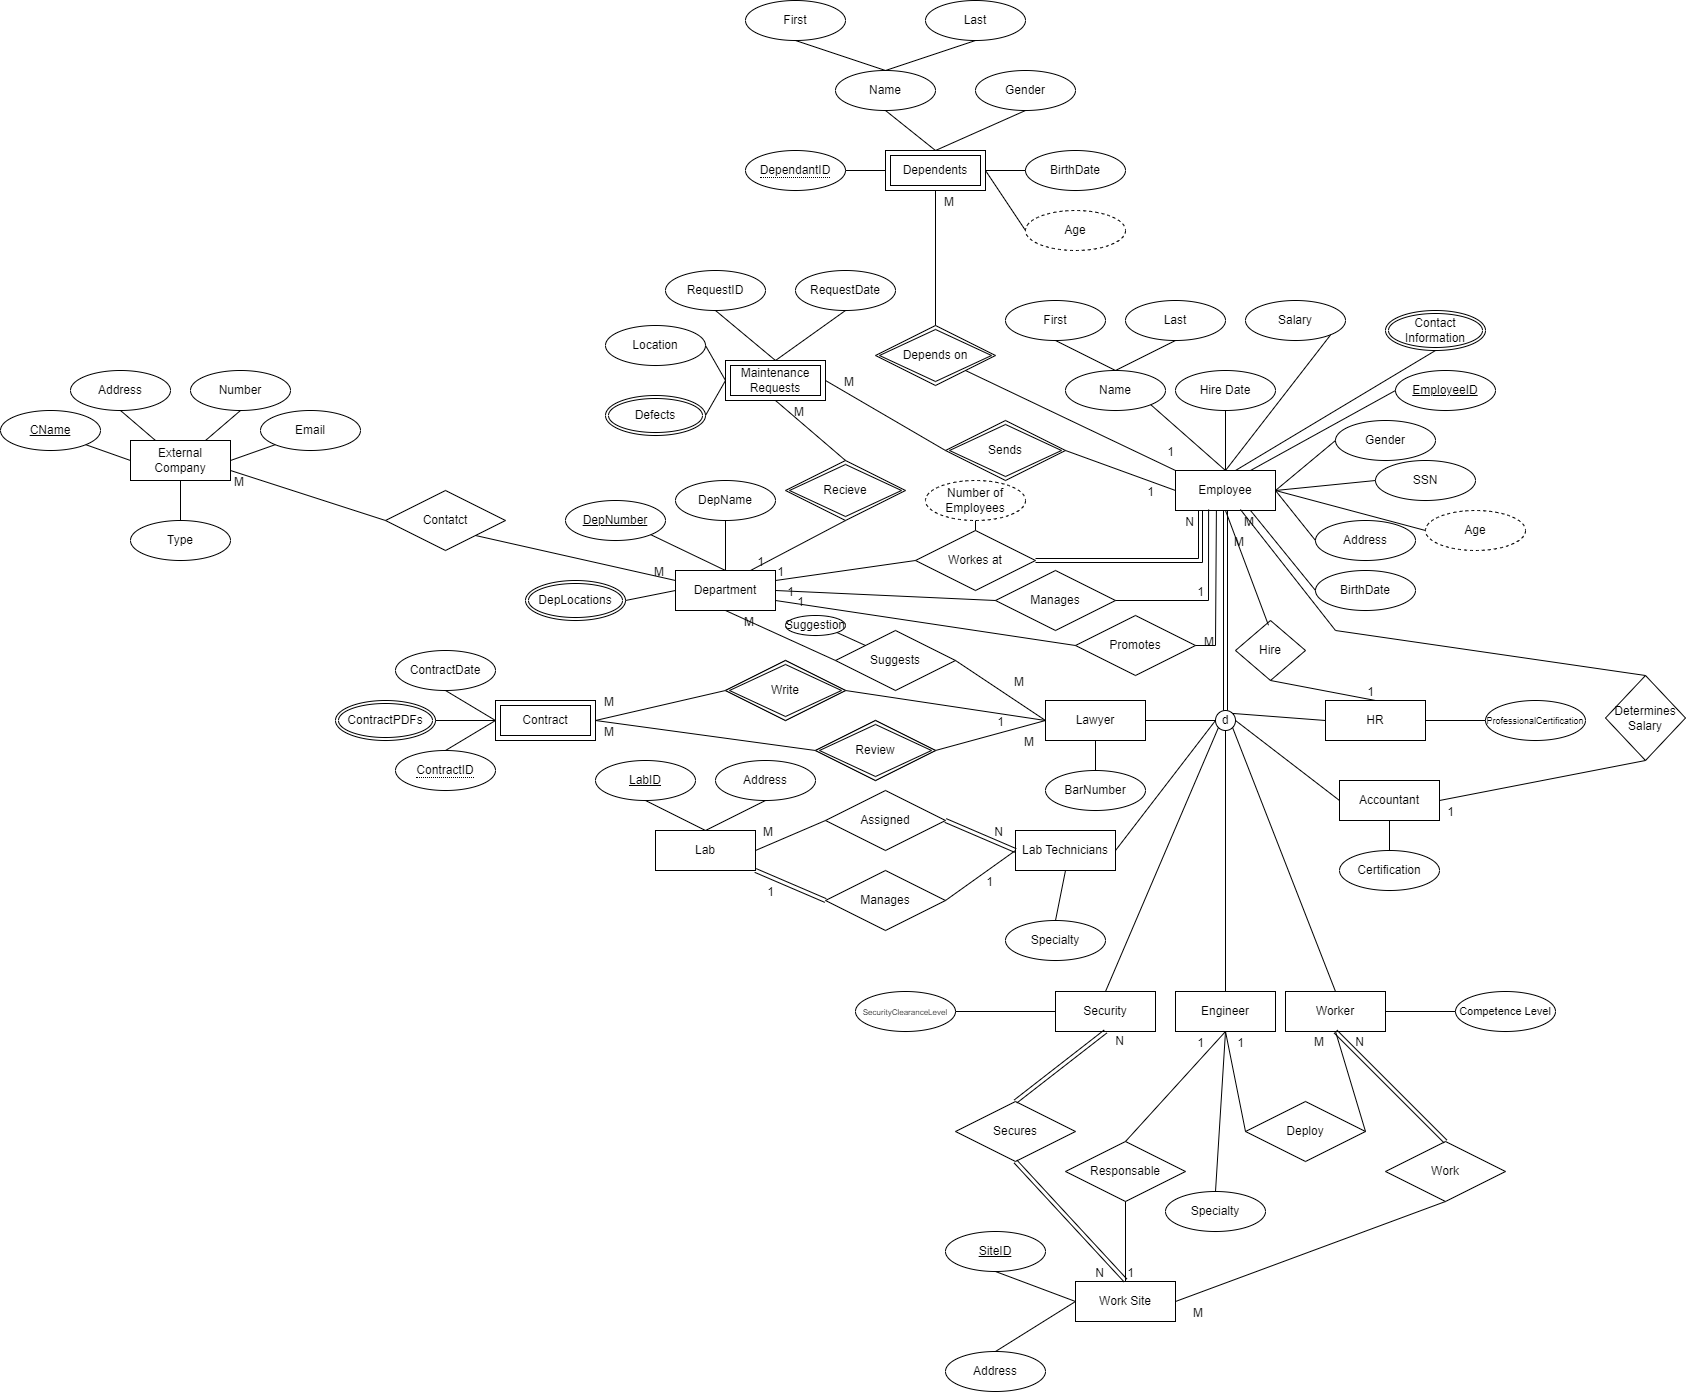 First
Last
Name
Gender
DependantID
Dependents
BirthDate
M
Age
RequestID
RequestDate
First
Last
Salary
Contact
Information
Location
Depends on
Maintenance
Requests
M
Address
Number
Name
Hire Date
EmployeeID
Defects
M
CName
Email
Gender
External
Company
Sends
1
M
Recieve
1
Employee
SSN
DepName
Number of
Employees
Contatct
DepNumber
N
M
Age
Type
M
Address
Workes at
1
M
1
Department
1
1
BirthDate
DepLocations
1
Manages
M
Suggestion
M
Promotes
Hire
Suggests
ContractDate
M
Write
1
M
Determines
Salary
ContractPDFs
Contract
1
Lawyer
d
HR
ProfessionalCertification
M
M
Review
ContractID
LabID
Address
BarNumber
Accountant
1
Assigned
M
N
Lab
Lab Technicians
Certification
1
1
Manages
Specialty
SecurityClearanceLevel
Security
Engineer
Worker
Competence Level
N
1
1
M
N
Secures
Deploy
Responsable
Work
Specialty
SiteID
N
1
Work Site
M
Address